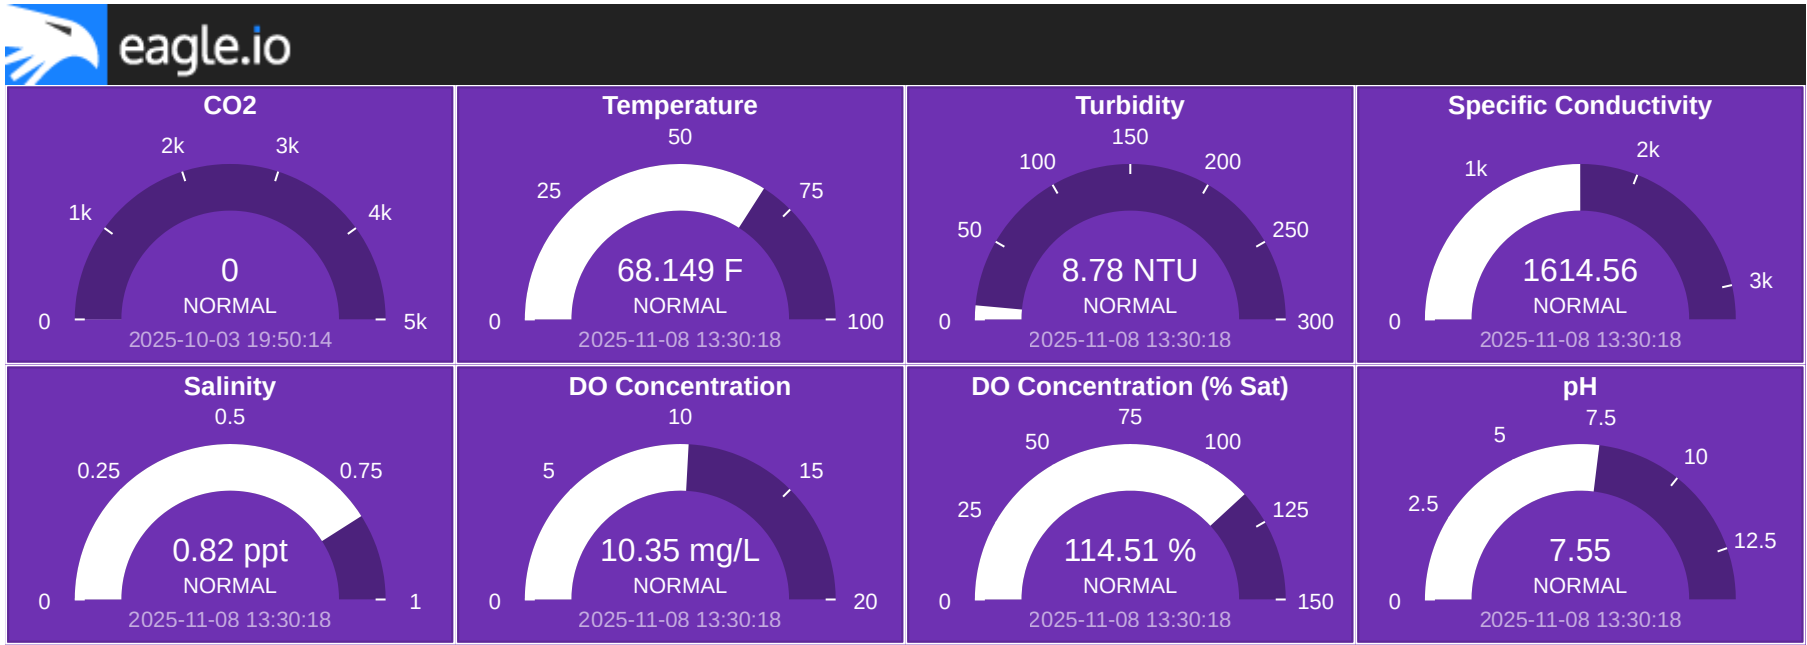 eagle.io
CO2
0
1k
2k
3k
4k
5k
0
NORMAL
2025-10-03 19:50:14
Temperature
0
25
50
75
100
68.149 F
NORMAL
2025-11-08 13:30:18
Turbidity
0
50
100
150
200
250
300
8.78 NTU
NORMAL
2025-11-08 13:30:18
Specific Conductivity
0
1k
2k
3k
1614.56
NORMAL
2025-11-08 13:30:18
Salinity
0
0.25
0.5
0.75
1
0.82 ppt
NORMAL
2025-11-08 13:30:18
DO Concentration
0
5
10
15
20
10.35 mg/L
NORMAL
2025-11-08 13:30:18
DO Concentration (% Sat)
0
25
50
75
100
125
150
114.51 %
NORMAL
2025-11-08 13:30:18
pH
0
2.5
5
7.5
10
12.5
7.55
NORMAL
2025-11-08 13:30:18